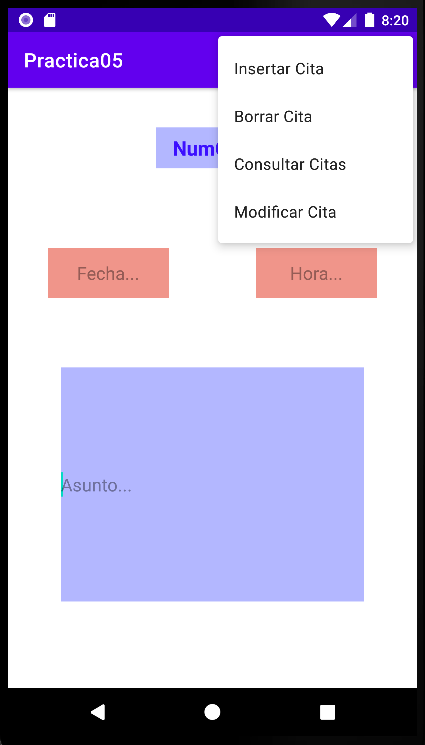 8:20
Practica05
Insertar Cita
Borrar Cita
Consultar Citas
Modificar Cita
Fecha...
Hora...
Asunto...